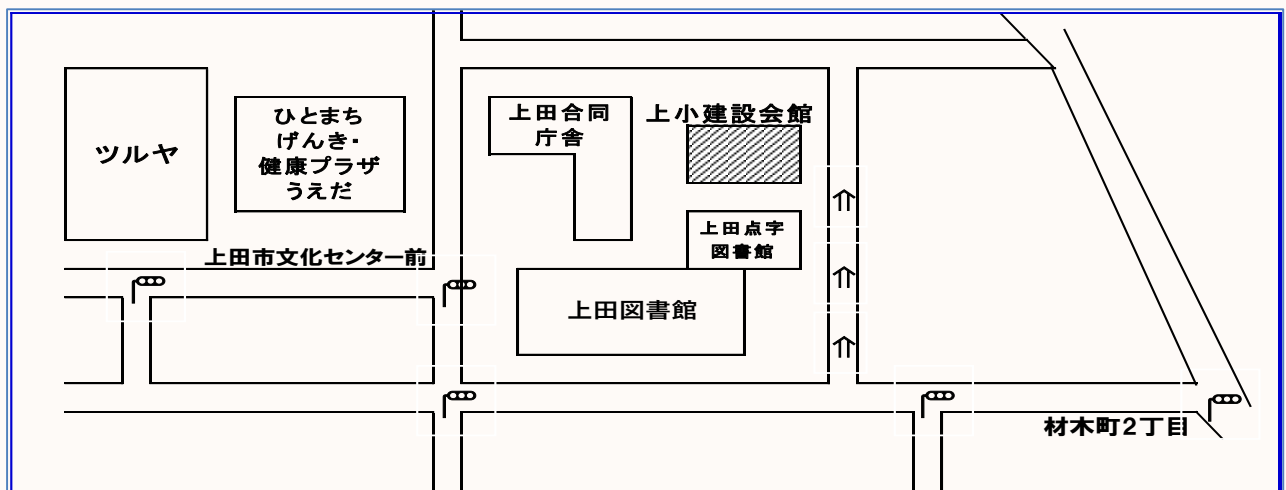 ツルヤ
ひとまち
げんき・
健康プラザ
うえだ
上田合同
庁舎
上小建設会館
上田点字
図書館
上田市文化センター前
上田図書館
材木町2丁目